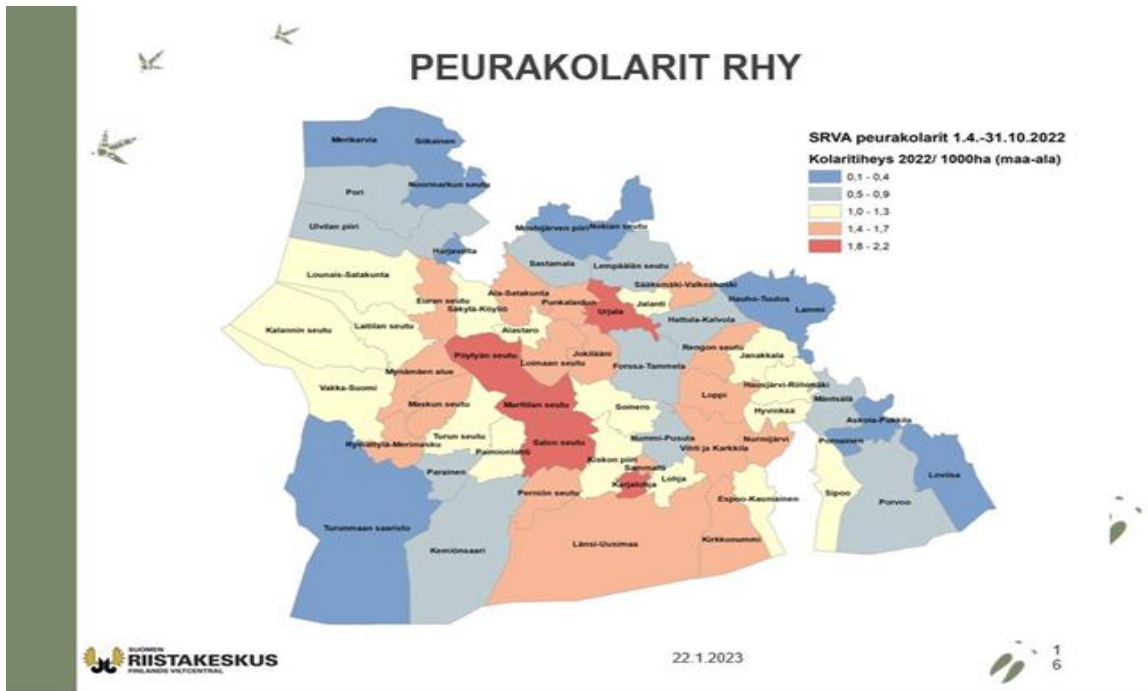 PEURAKOLARIT RHY
SRVA peurakolarit 1.4.-31.10.2022
Kolaritiheys 2022/ 1000ha (maa-ala)
0,1 - 0,4
0,5 - 0,9
1,0 - 1,3
1,4 - 1,7
1,8 - 2,2
Merikarvia
Siikainen
Noormarkun seutu
Pori
Ulvilan piiri
Harjavalta
Mouhijärven piiri
Nokian seutu
Sastamala
Lempäälän seutu
Lounais-Satakunta
Euran seutu
Säkylä-Köyliö
Ala-Satakunta
Punkalaidun
Urjala
Sääksmäki-Valkeakoski
Jalanti
Hauho-Tuulos
Lammi
Hattula-Kalvola
Kalannin seutu
Laitilan seutu
Alastaro
Pöytyän seutu
Loimaan seutu
Jokilääni
Forssa-Tammela
Rengon seutu
Janakkala
Mynämäen alue
Vakka-Suomi
Maskun seutu
Marttilan seutu
Somero
Loppi
Hausjärvi-Riihimäki
Hyvinkää
Mäntsälä
Askola-Pukkila
Rymättylä-Merimasku
Turun seutu
Paimionlahti
Salon seutu
Nummi-Pusula
Vihti ja Karkkila
Nurmijärvi
Pornainen
Parainen
Kiskon piiri
Sammatti
Karjalohja
Lohja
Loviisa
Perniön seutu
Espoo-Kauniainen
Sipoo
Porvoo
Turunmaan saaristo
Kemiönsaari
Länsi-Uusimaa
Kirkkonummi
SUOMEN
RIISTAKESKUS
FINLANDS VILTCENTRAL
22.1.2023
1
6